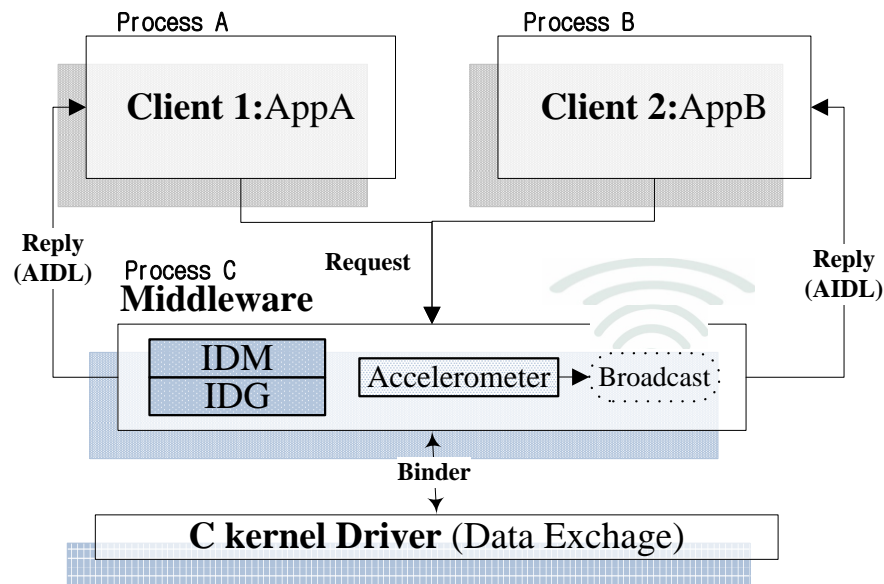 Process A
Process B
Client 1:AppA
Client 2:AppB
Reply
(AIDL)
Request
Reply
(AIDL)
Process C
Middleware
IDM
IDG
Accelerometer
Broadcast
Binder
C kernel Driver (Data Exchage)